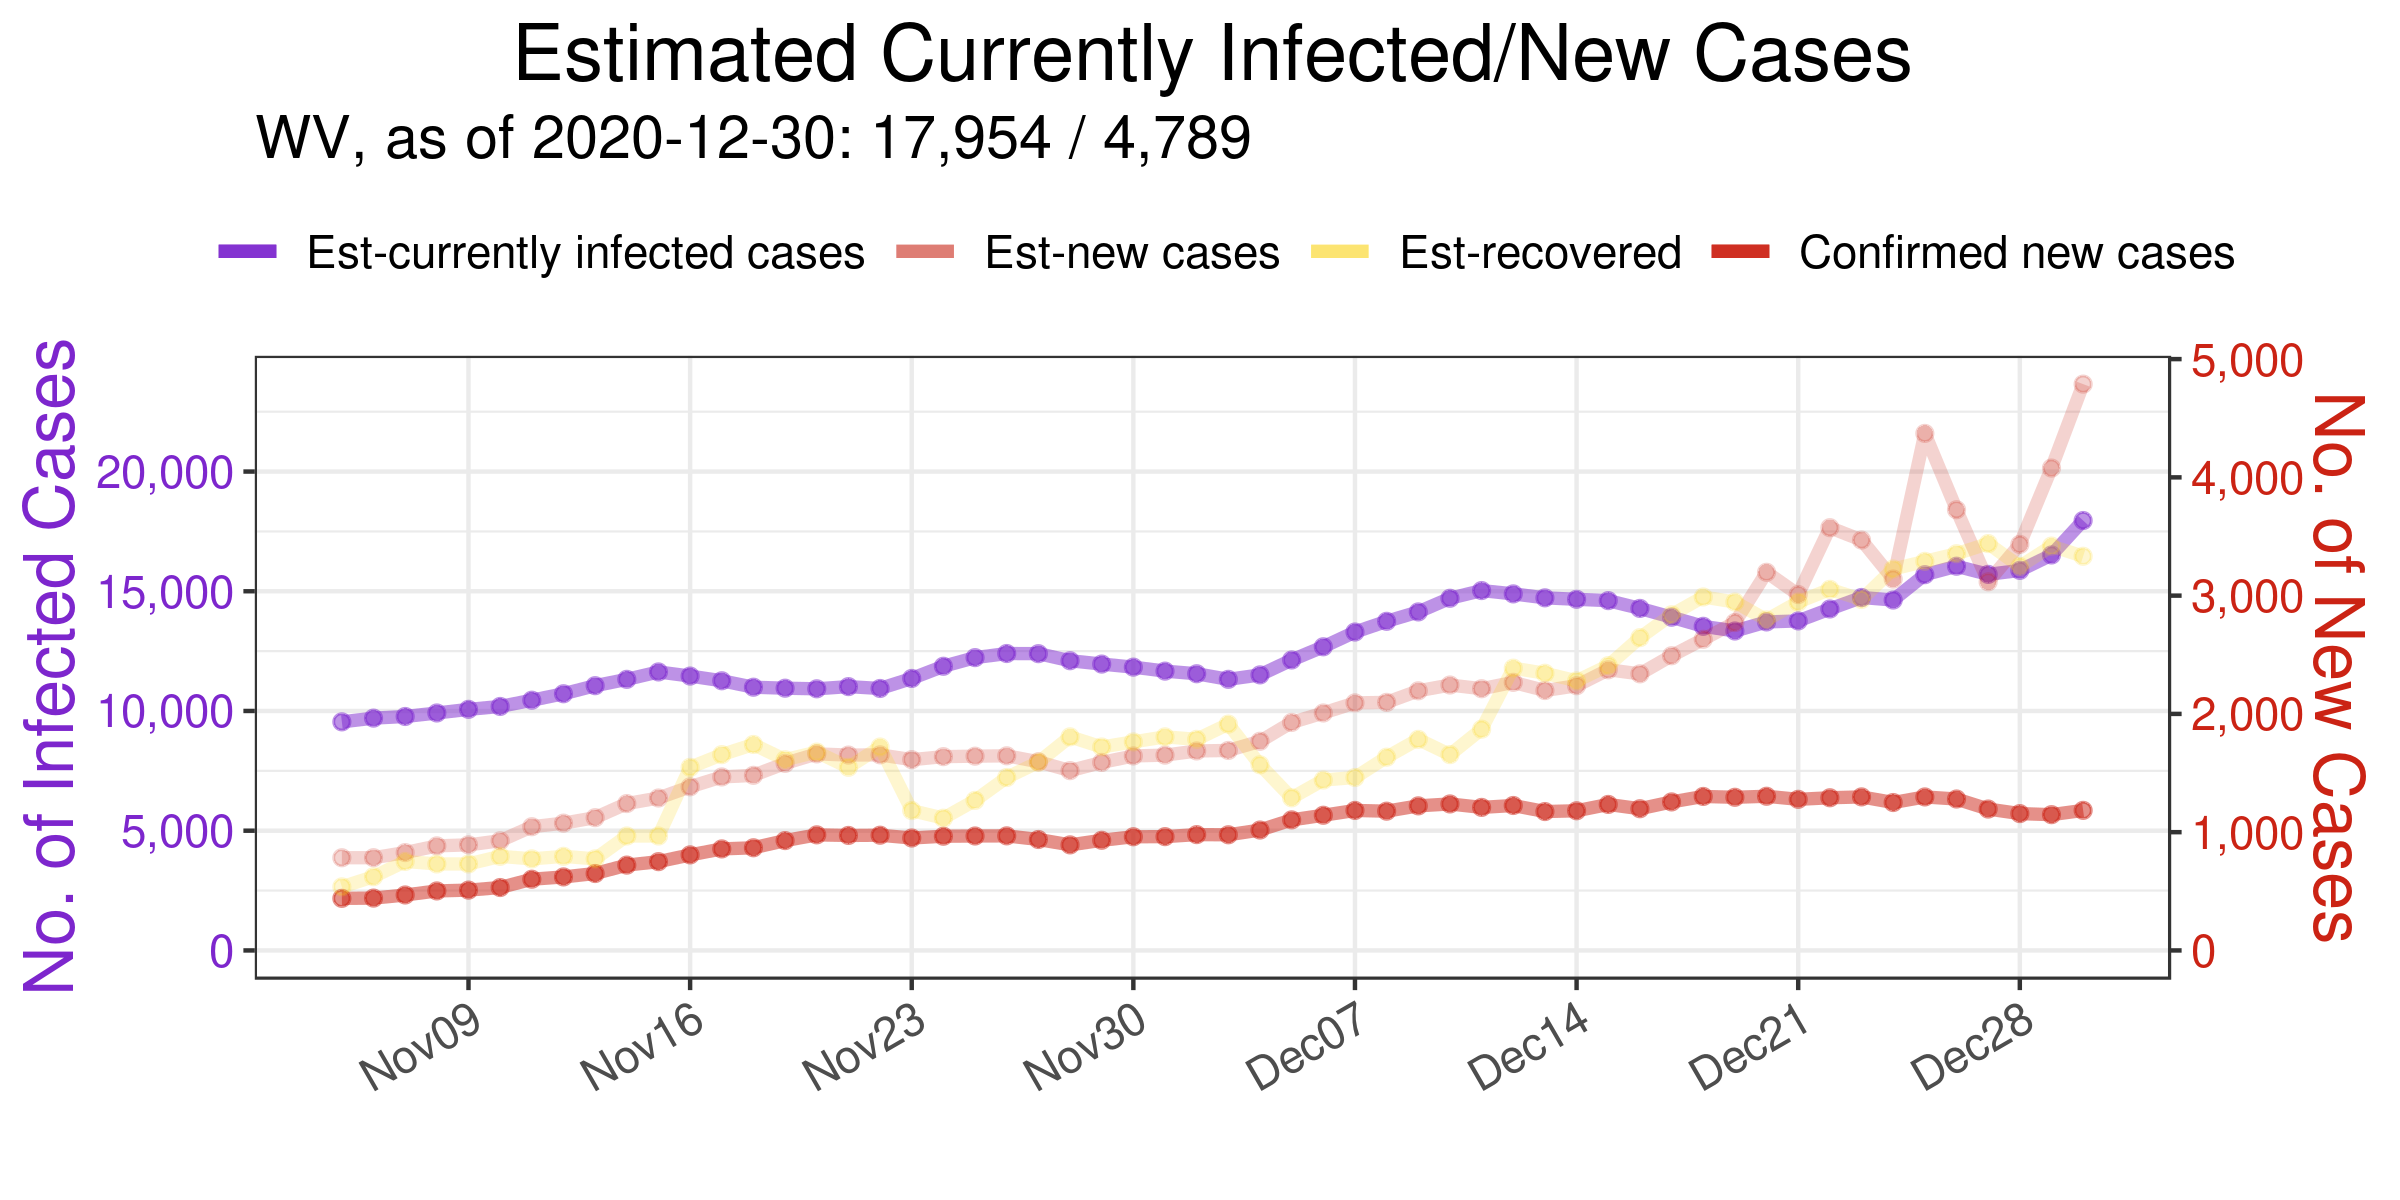 Estimated Currently Infected/New Cases
WV, as of 2020-12-30: 17,954 / 4,789
Est-currently infected cases Est-new cases Est-recovered Confirmed new cases
No. of Infected Cases
20,000
15,000
10,000
5,000
0
5,000
4,000
3,000
2,000
1,000
0
No. of New Cases
Nov09 Nov16 Nov23 Nov30 Dec07 Dec14 Dec21 Dec28